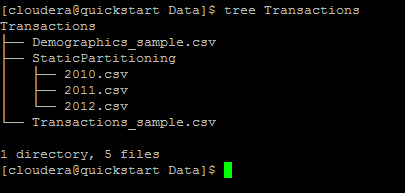 [cloudera@quickstart Data]$ tree Transactions
Transactions
├── Demographics_sample.csv
├── StaticPartitioning
│   ├── 2010.csv
│   ├── 2011.csv
│   └── 2012.csv
└── Transactions_sample.csv
1 directory, 5 files
[cloudera@quickstart Data]$